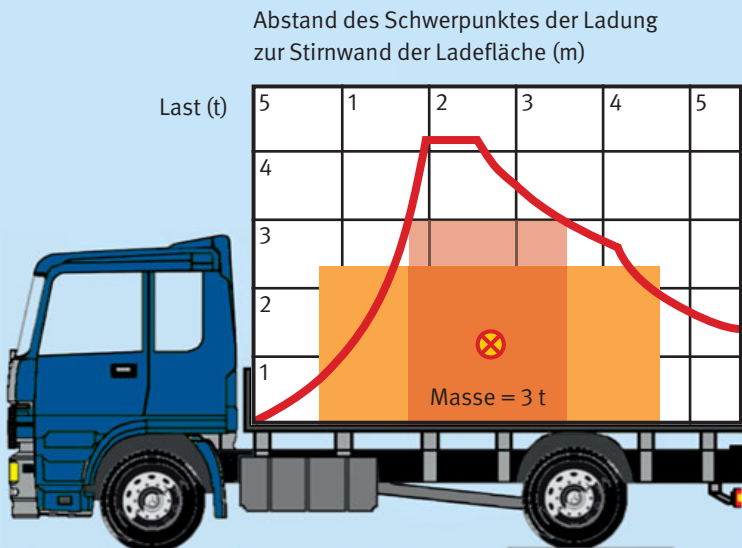 Abstand des Schwerpunktes der Ladung
zur Stirnwand der Ladefläche (m)
Last (t) 5 1 2 3 4 5
4
3
2
1
Masse = 3 t